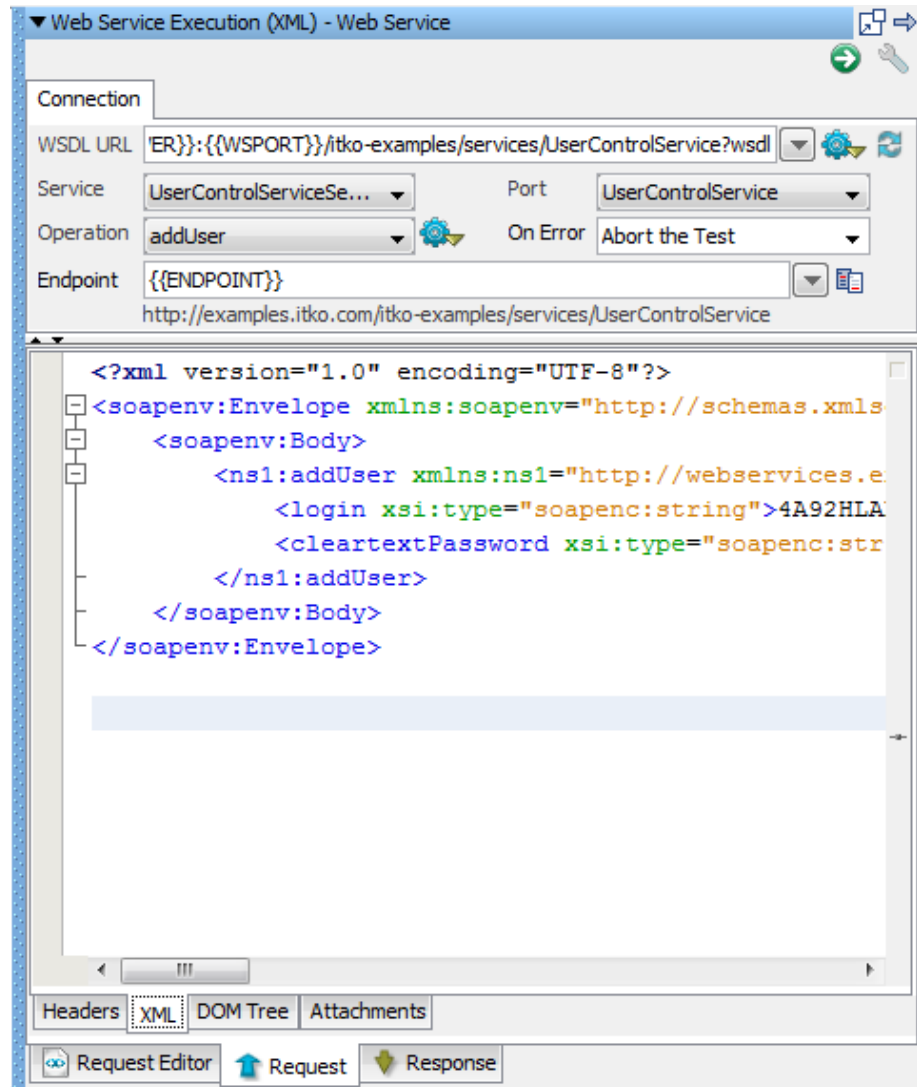 Web Service Execution (XML) - Web Service
Connection
WSDL URL 'ER}}:{{WSPORT}}/itko-examples/services/UserControlService?wsdl
Service UserControlServiceSe... Port UserControlService
Operation addUser On Error Abort the Test
Endpoint {{ENDPOINT}}
http://examples.itko.com/itko-examples/services/UserControlService
<?xml version="1.0" encoding="UTF-8"?>
<soapenv:Envelope xmlns:soapenv="http://schemas.xmls
<soapenv:Body>
<ns1:addUser xmlns:ns1="http://webservices.e
<login xsi:type="soapenc:string">4A92HLA
<cleartextPassword xsi:type="soapenc:str
</ns1:addUser>
</soapenv:Body>
</soapenv:Envelope>
Headers XML DOM Tree Attachments
Request Editor Request Response